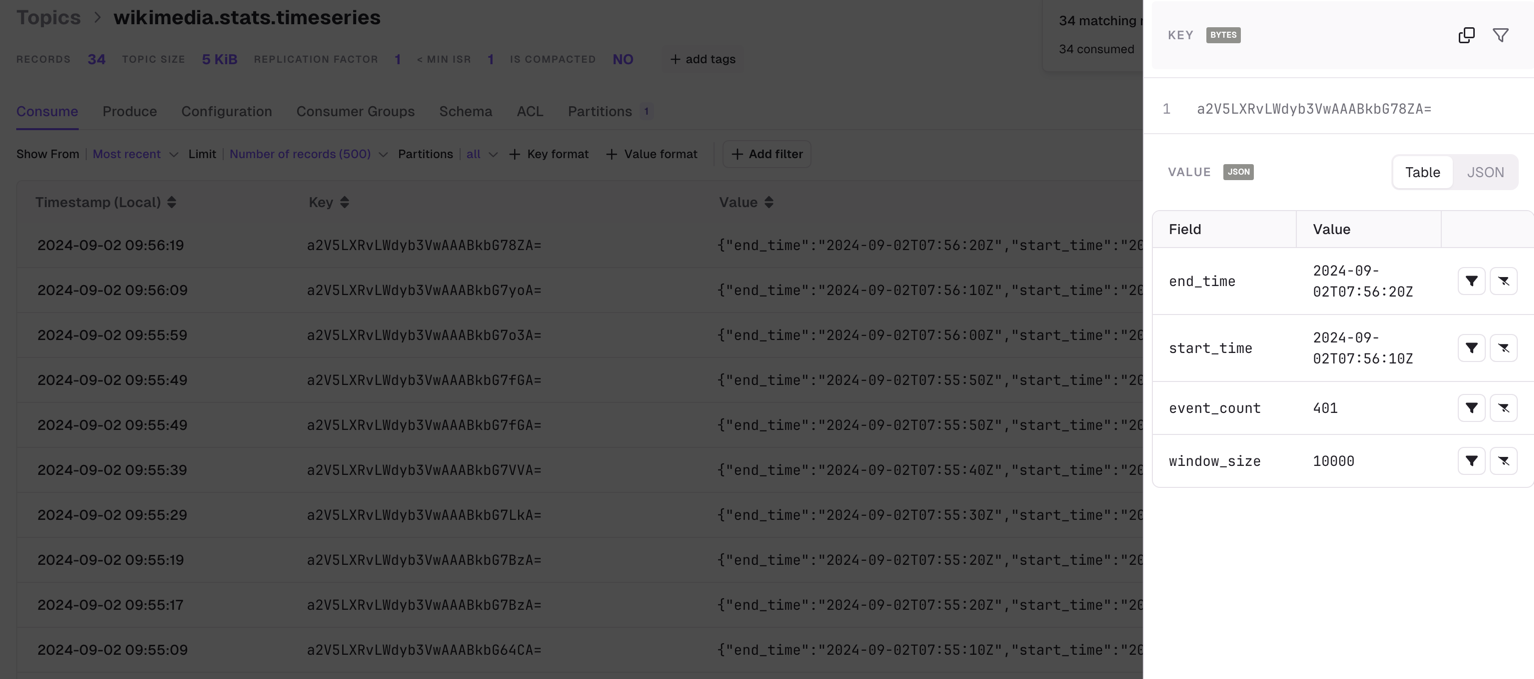 Topics > wikimedia.stats.timeseries
RECORDS 34 TOPIC SIZE 5 KiB REPLICATION FACTOR 1 < MIN ISR 1 IS COMPACTED NO + add tags
34 matching
34 consumed
Consume Produce Configuration Consumer Groups Schema ACL Partitions 1
Show From Most recent Limit Number of records (500) Partitions all + Key format + Value format + Add filter
Timestamp (Local) Key Value
2024-09-02 09:56:19 a2V5LXRvLWdyb3VwAAABkbG78ZA= {"end_time":"2024-09-02T07:56:20Z","start_time":"20
2024-09-02 09:56:09 a2V5LXRvLWdyb3VwAAABkbG7yoA= {"end_time":"2024-09-02T07:56:10Z","start_time":"20
2024-09-02 09:55:59 a2V5LXRvLWdyb3VwAAABkbG7o3A= {"end_time":"2024-09-02T07:56:00Z","start_time":"20
2024-09-02 09:55:49 a2V5LXRvLWdyb3VwAAABkbG7fGA= {"end_time":"2024-09-02T07:55:50Z","start_time":"20
2024-09-02 09:55:49 a2V5LXRvLWdyb3VwAAABkbG7fGA= {"end_time":"2024-09-02T07:55:50Z","start_time":"20
2024-09-02 09:55:39 a2V5LXRvLWdyb3VwAAABkbG7VVA= {"end_time":"2024-09-02T07:55:40Z","start_time":"20
2024-09-02 09:55:29 a2V5LXRvLWdyb3VwAAABkbG7LkA= {"end_time":"2024-09-02T07:55:30Z","start_time":"20
2024-09-02 09:55:19 a2V5LXRvLWdyb3VwAAABkbG7BzA= {"end_time":"2024-09-02T07:55:20Z","start_time":"20
2024-09-02 09:55:17 a2V5LXRvLWdyb3VwAAABkbG7BzA= {"end_time":"2024-09-02T07:55:20Z","start_time":"20
2024-09-02 09:55:09 a2V5LXRvLWdyb3VwAAABkbG64CA= {"end_time":"2024-09-02T07:55:10Z","start_time":"20
KEY BYTES
1 a2V5LXRvLWdyb3VwAAABkbG78ZA=
VALUE JSON Table JSON
Field Value
end_time 2024-09-
02T07:56:20Z
start_time 2024-09-
02T07:56:10Z
event_count 401
window_size 10000